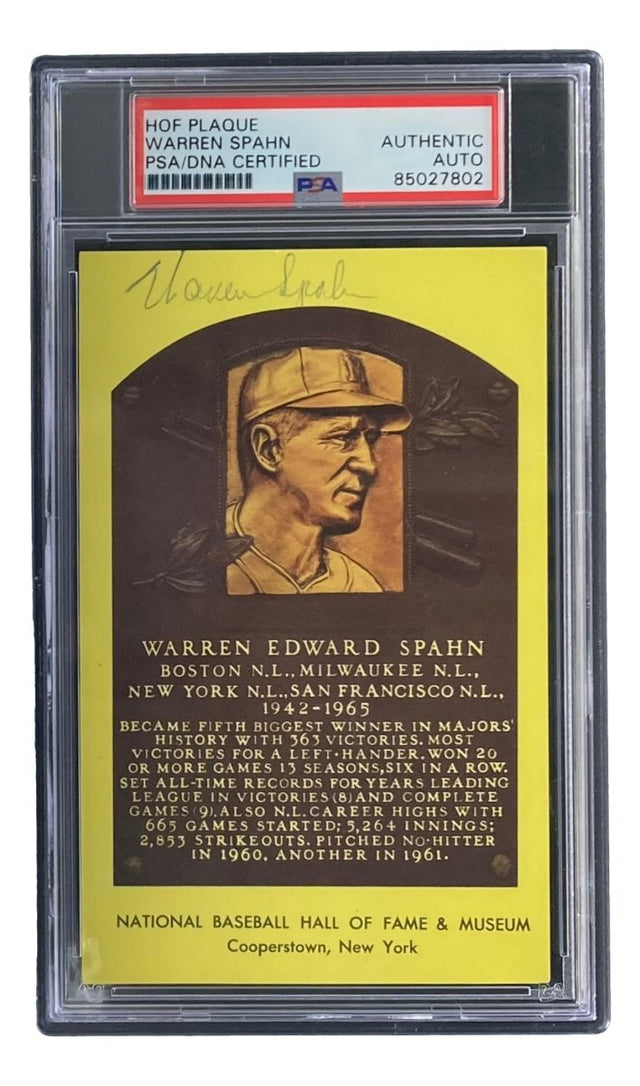 HOF PLAQUE
WARREN SPAHN AUTHENTIC
PSA/DNA CERTIFIED AUTO
PSA 85027802
Warren Spahn
WARREN EDWARD SPAHN
BOSTON N.L., MILWAUKEE N.L.,
NEW YORK N.L., SAN FRANCISCO N.L.,
1942-1965
BECAME FIFTH BIGGEST WINNER IN MAJORS'
HISTORY WITH 363 VICTORIES. MOST
VICTORIES FOR A LEFT-HANDER. WON 20
OR MORE GAMES 13 SEASONS, SIX IN A ROW.
SET ALL-TIME RECORDS FOR YEARS LEADING
LEAGUE IN VICTORIES (8) AND COMPLETE
GAMES (9). ALSO N.L. CAREER HIGHS WITH
665 GAMES STARTED; 5,264 INNINGS;
2,853 STRIKEOUTS. PITCHED NO-HITTER
IN 1960, ANOTHER IN 1961.
NATIONAL BASEBALL HALL OF FAME & MUSEUM
Cooperstown, New York